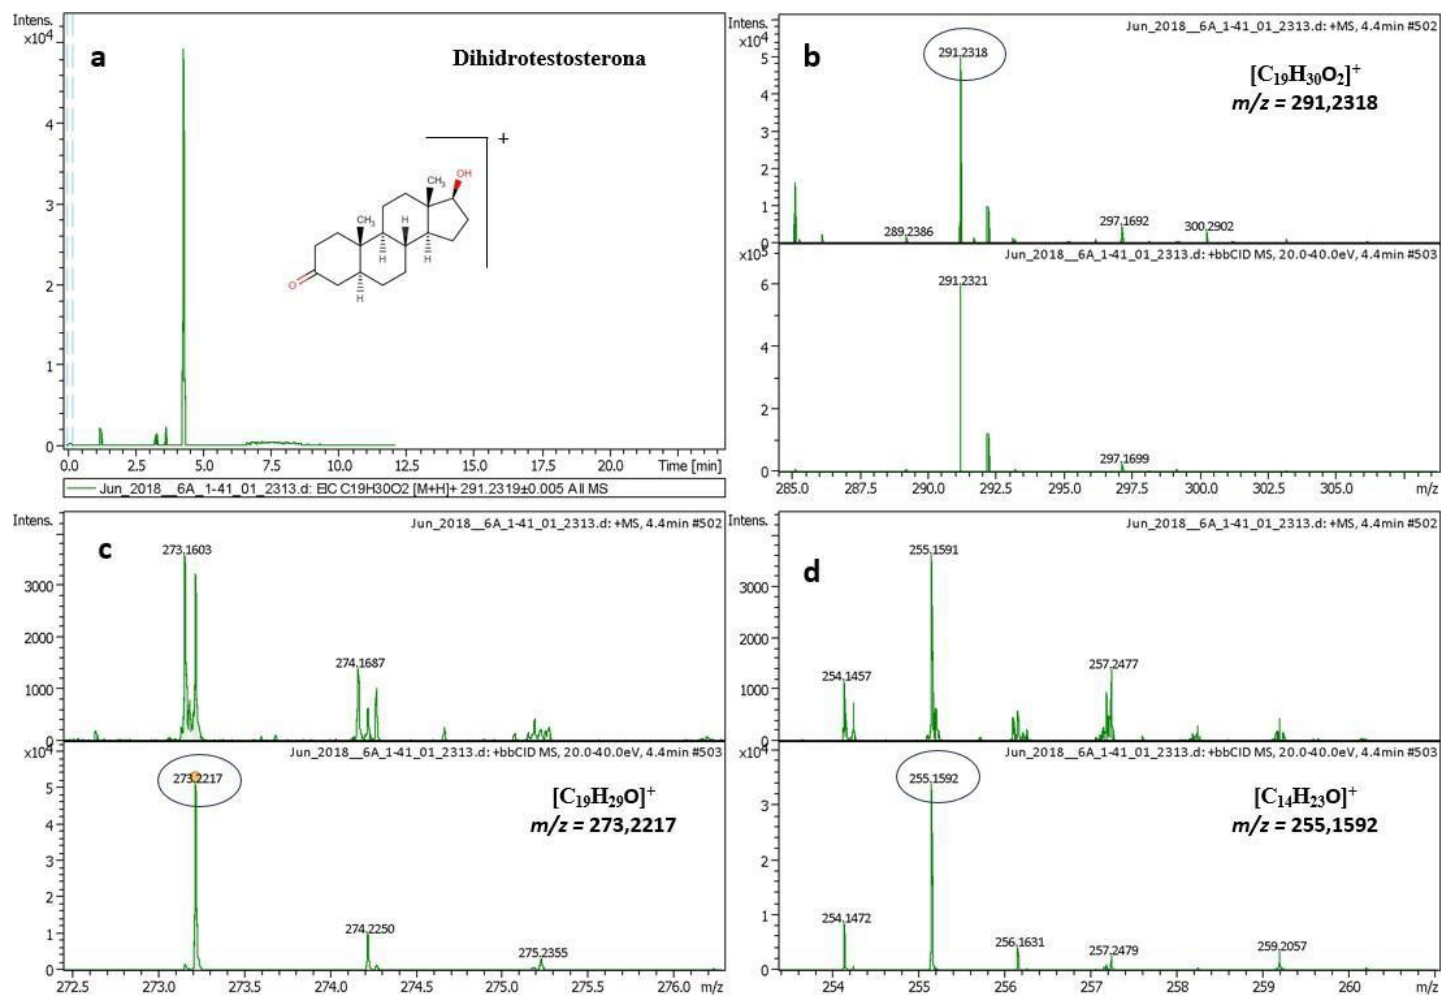 Intens.
x10⁴
a
Dihidrotestosterona
+
OH
CH₃
CH₃
H
H
H
H
O
4
3
2
1
0
0.0 2.5 5.0 7.5 10.0 12.5 15.0 17.5 20.0 Time [min]
Jun_2018__6A_1-41_01_2313.d: EIC C19H30O2 [M+H]+ 291.2319±0.005 All MS
Intens.
x10⁴
Jun_2018__6A_1-41_01_2313.d: +MS, 4.4min #502
b
291.2318
[C₁₉H₃₀O₂]⁺
m/z = 291,2318
5
4
3
2
1
0
289.2386
297.1692
300.2902
x10⁵
Jun_2018__6A_1-41_01_2313.d: +bbCID MS, 20.0-40.0eV, 4.4min #503
291.2321
6
4
2
0
297.1699
285.0 287.5 290.0 292.5 295.0 297.5 300.0 302.5 305.0 m/z
Intens.
Jun_2018__6A_1-41_01_2313.d: +MS, 4.4min #502
c
273.1603
3000
2000
1000
0
274.1687
x10⁴
Jun_2018__6A_1-41_01_2313.d: +bbCID MS, 20.0-40.0eV, 4.4min #503
273.2217
[C₁₉H₂₉O]⁺
m/z = 273,2217
5
4
3
2
1
0
274.2250
275.2355
272.5 273.0 273.5 274.0 274.5 275.0 275.5 276.0 m/z
Intens.
Jun_2018__6A_1-41_01_2313.d: +MS, 4.4min #502
d
255.1591
3000
2000
1000
0
254.1457
257.2477
x10⁴
Jun_2018__6A_1-41_01_2313.d: +bbCID MS, 20.0-40.0eV, 4.4min #503
255.1592
[C₁₄H₂₃O]⁺
m/z = 255,1592
3
2
1
0
254.1472
256.1631
257.2479
259.2057
254 255 256 257 258 259 260 m/z